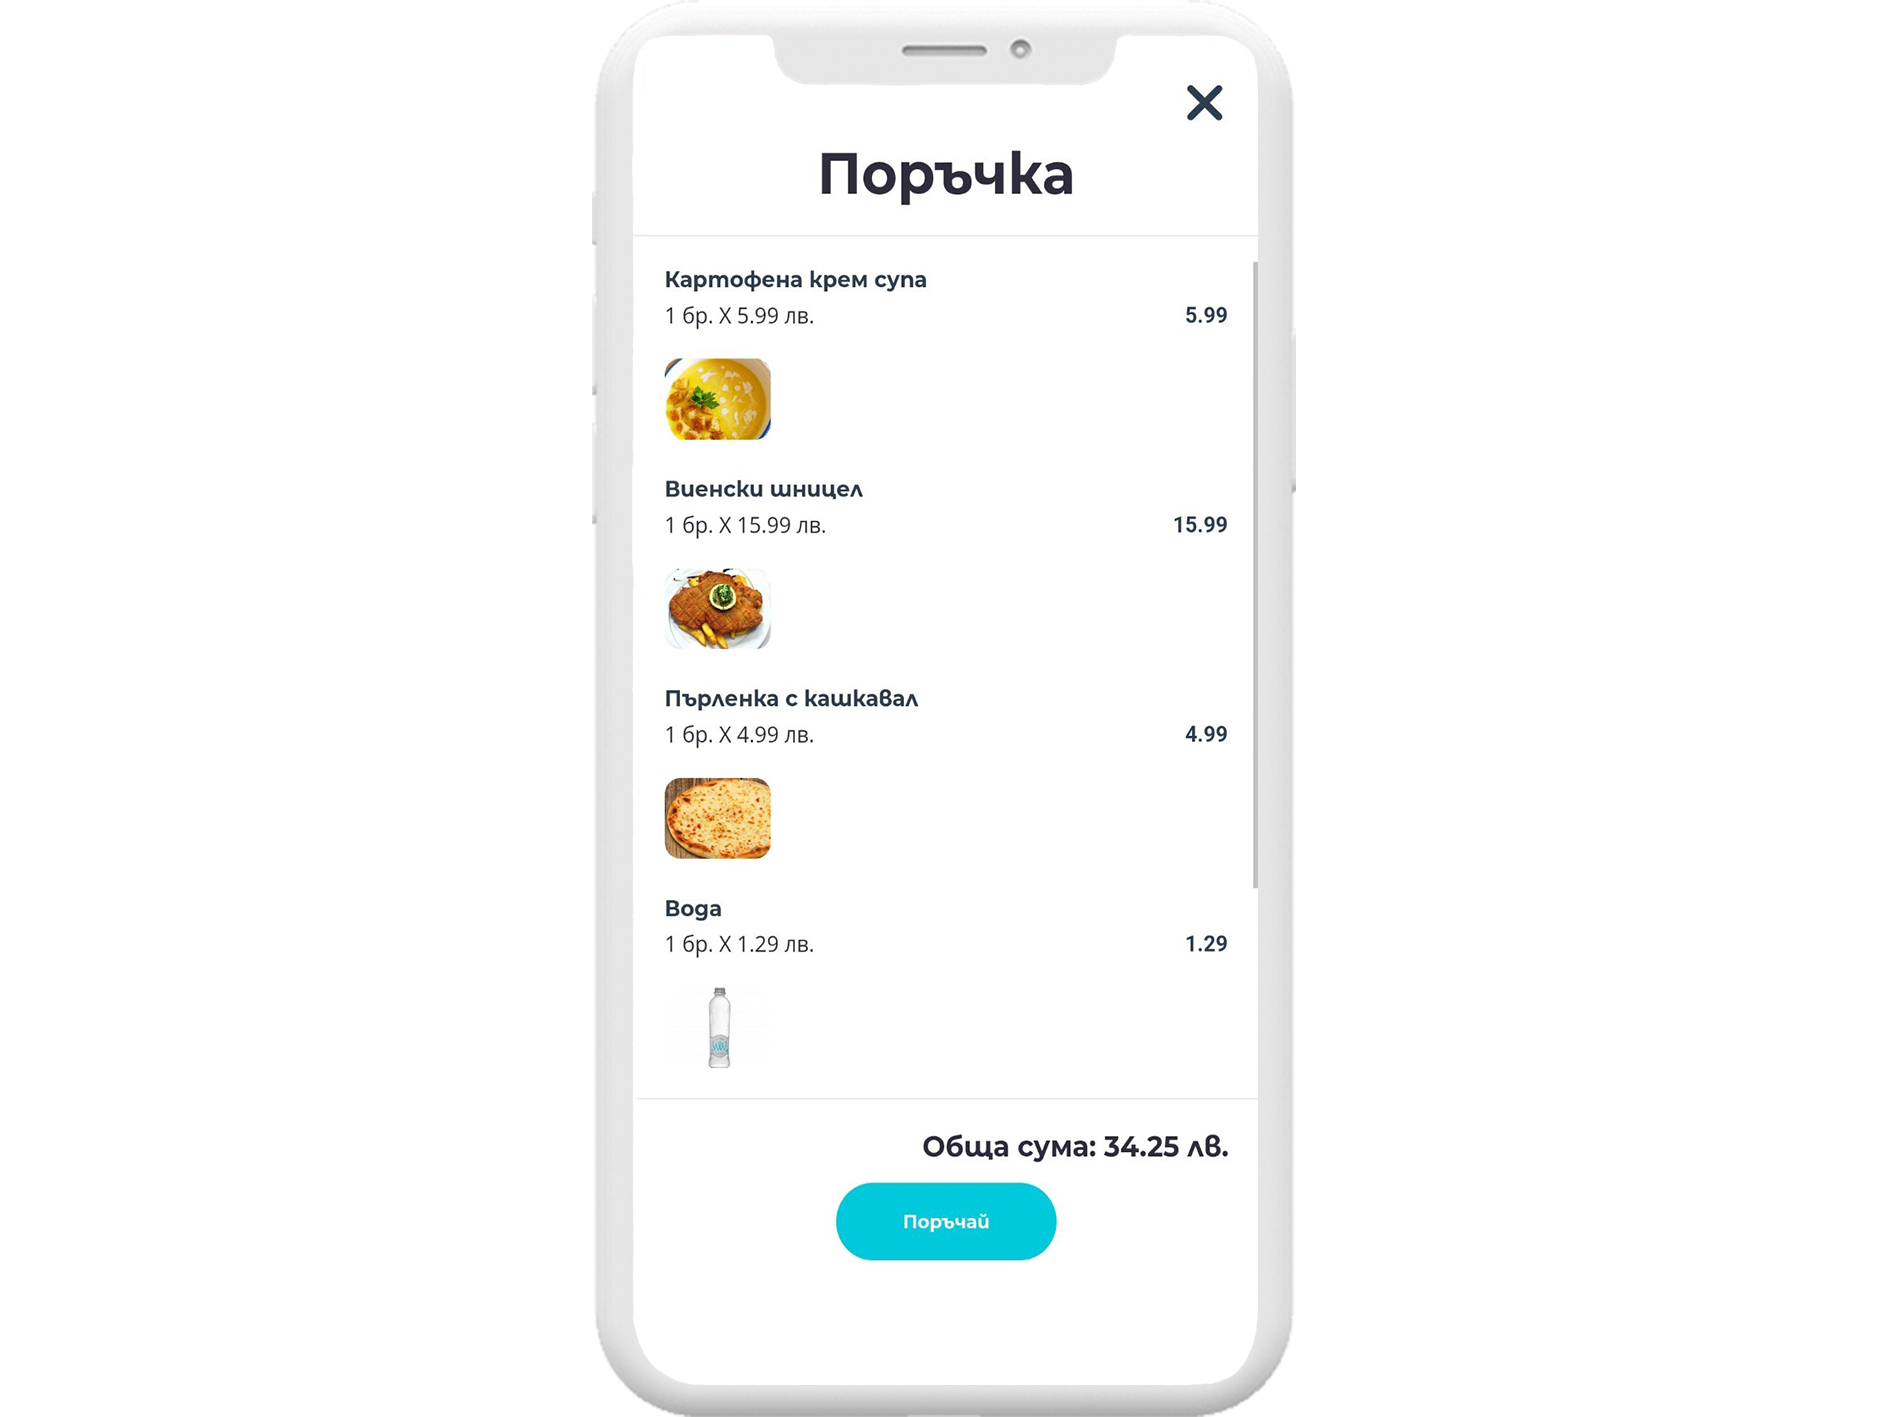 Поръчка
Картофена крем супа
1 бр. X 5.99 лв.
5.99
Виенски шницел
1 бр. X 15.99 лв.
15.99
Пърленка с кашкавал
1 бр. X 4.99 лв.
4.99
Вода
1 бр. X 1.29 лв.
1.29
Обща сума: 34.25 лв.
Поръчай